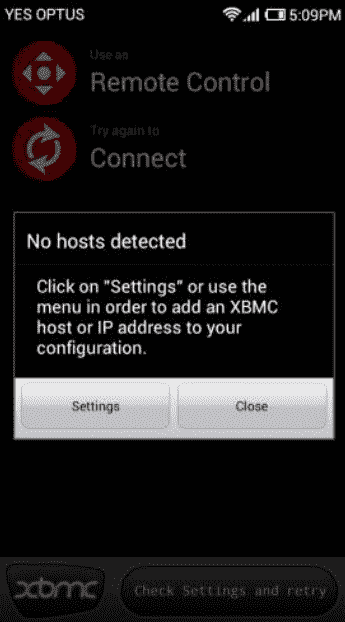 YES OPTUS 5:09PM
Use as
Remote Control
Try again to
Connect
No hosts detected
Click on "Settings" or use the
menu in order to add an XBMC
host or IP address to your
configuration.
Settings Close
xbmc Check Settings and retry